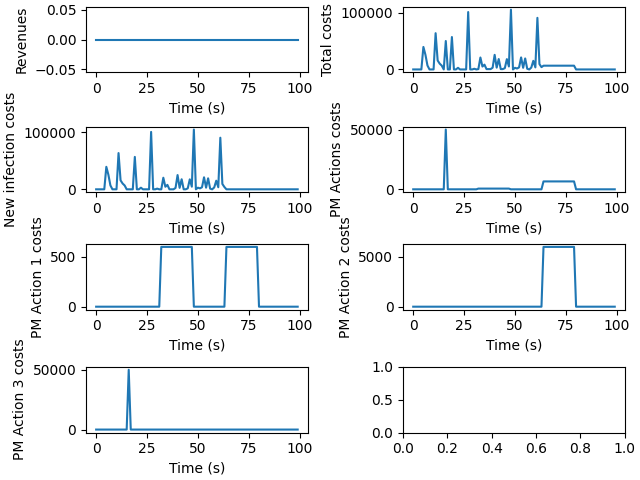 Revenues
0.05
0.00
−0.05
0 25 50 75 100
Time (s)
Total costs
100000
0
0 25 50 75 100
Time (s)
New infection costs
100000
0
0 25 50 75 100
Time (s)
PM Actions costs
50000
0
0 25 50 75 100
Time (s)
PM Action 1 costs
500
0
0 25 50 75 100
Time (s)
PM Action 2 costs
5000
0
0 25 50 75 100
Time (s)
PM Action 3 costs
50000
0
0 25 50 75 100
Time (s)
1.0
0.5
0.0
0.0 0.2 0.4 0.6 0.8 1.0